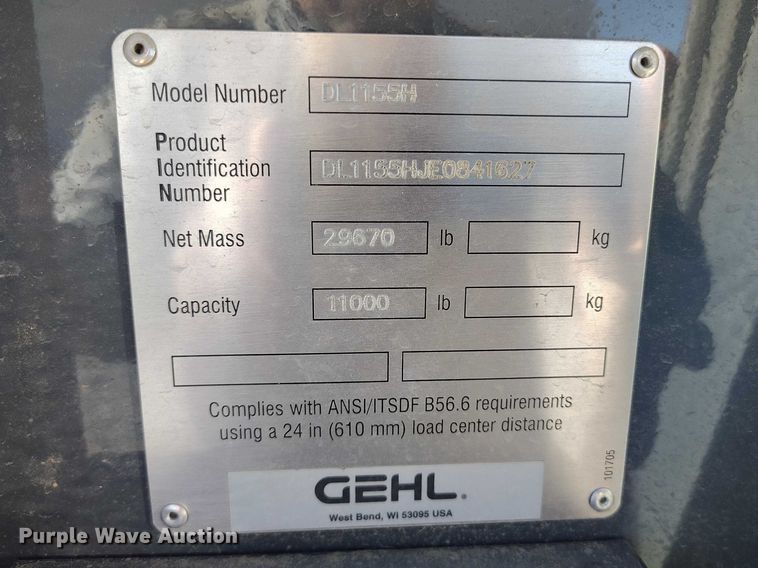 Model Number DL1155H
Product
Identification DL1155HJE0841627
Number
Net Mass 29670 lb kg
Capacity 11000 lb kg
Complies with ANSI/ITSDF B56.6 requirements
using a 24 in (610 mm) load center distance
101705
GEHL®
West Bend, WI 53095 USA
Purple Wave Auction